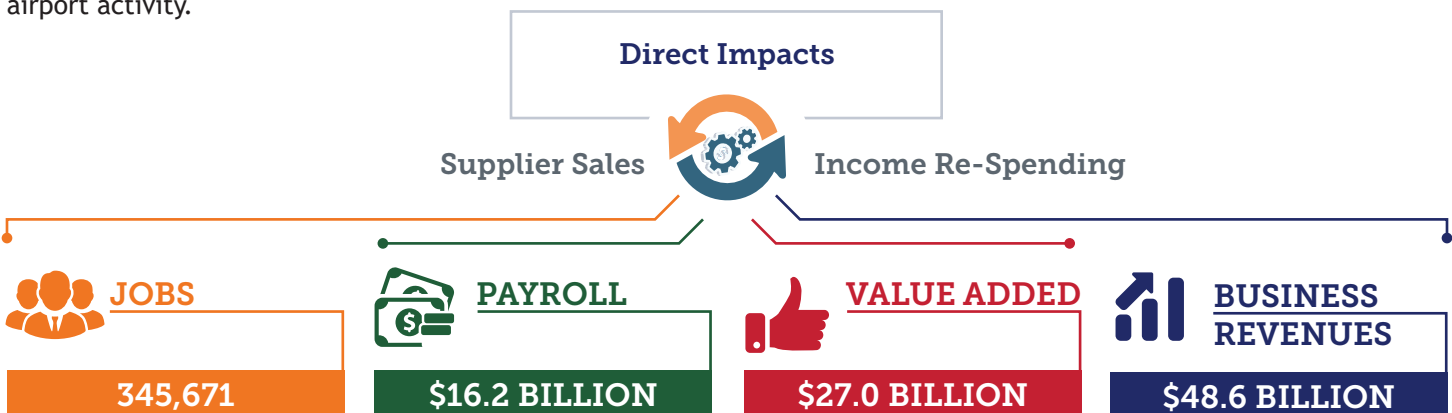 airport activity.
Direct Impacts
Supplier Sales
Income Re-Spending
JOBS
345,671
PAYROLL
$16.2 BILLION
VALUE ADDED
$27.0 BILLION
BUSINESS
REVENUES
$48.6 BILLION